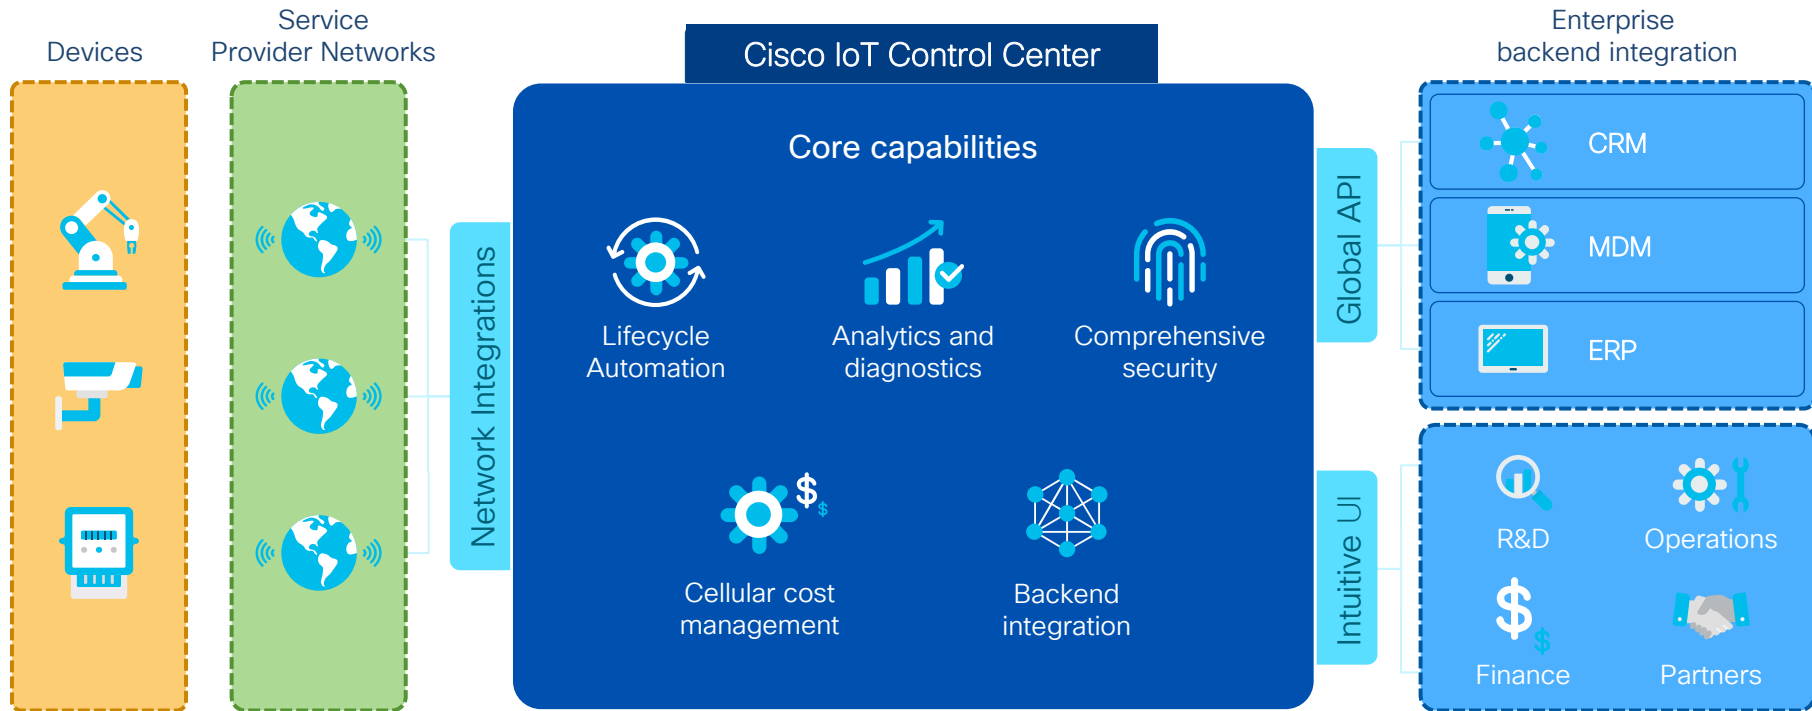 Devices
Service
Provider Networks
Cisco IoT Control Center
Enterprise
backend integration
Core capabilities
Lifecycle
Automation
Analytics and
diagnostics
Comprehensive
security
Cellular cost
management
Backend
integration
Network Integrations
Global API
Intuitive UI
CRM
MDM
ERP
R&D
Operations
Finance
Partners